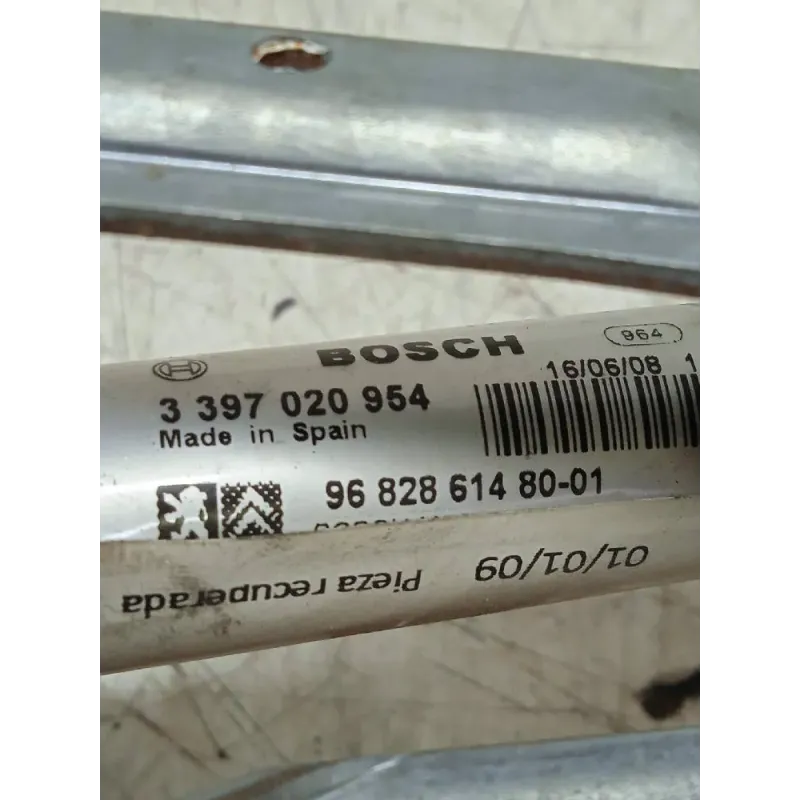 BOSCH
964
16/06/08 1
3 397 020 954
Made in Spain
96 828 614 80-01
Pieza recuperada 01/01/09